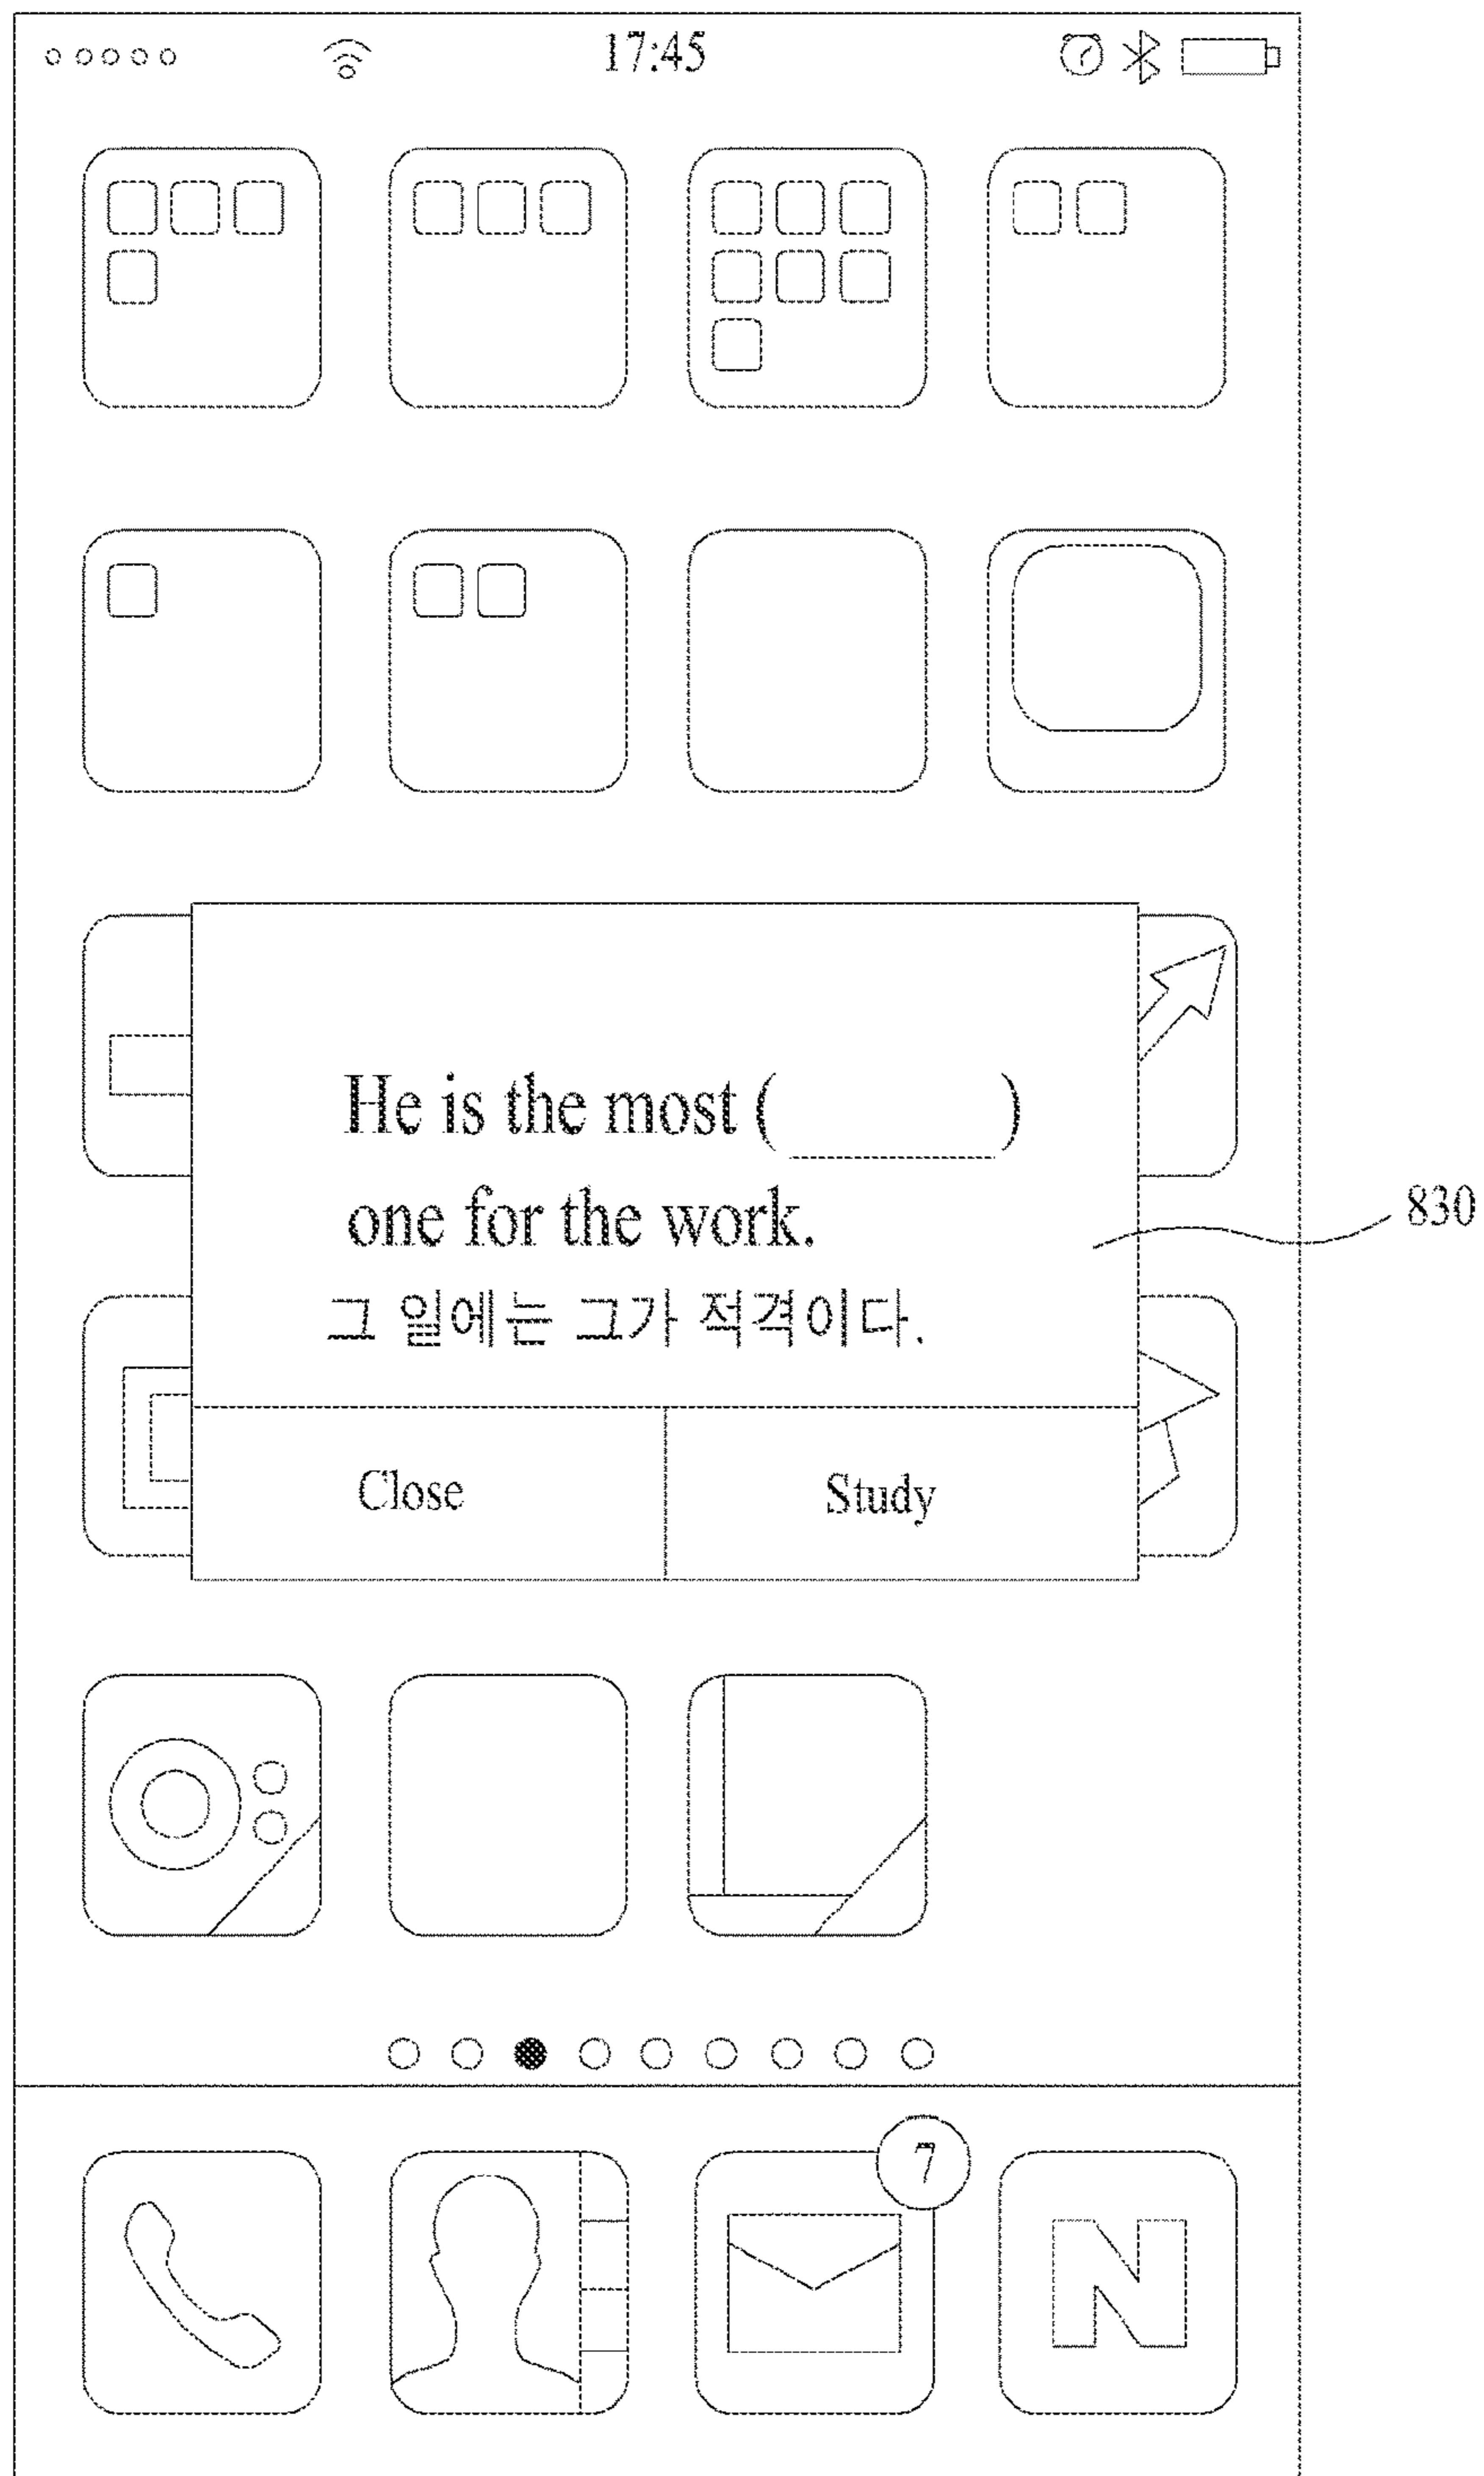 17:45
He is the most (          )
one for the work.
그 일에는 그가 적격이다.
830
Close
Study
7
N